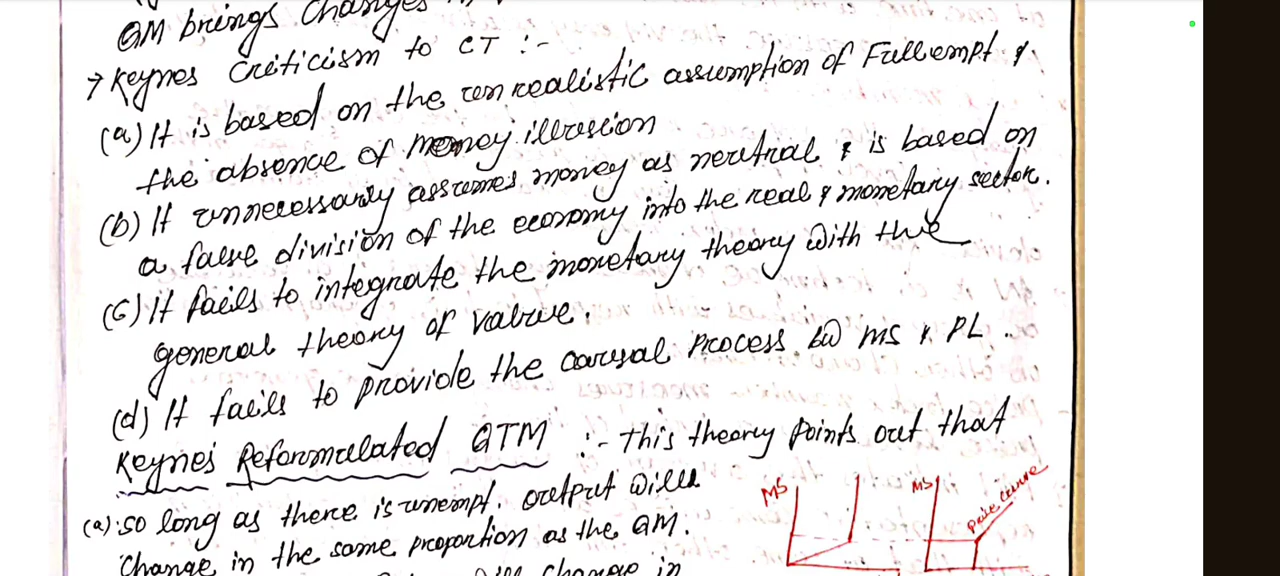 QM brings changes
→ Keynes Criticism to CT :-
(a) It is based on the unrealistic assumption of Full empt &
the absence of money illusion
(b) It unnecessarily assumes money as neutral & is based on
a false division of the economy into the real & monetary sector.
(c) It fails to integrate the monetary theory with the
general theory of value.
(d) It fails to provide the causal process b/w MS & PL.
Keynes Reformulated QTM :- This theory points out that
(a) so long as there is unempt. output will
change in the same proportion as the QM.
will change in
MS
MS
Price curve